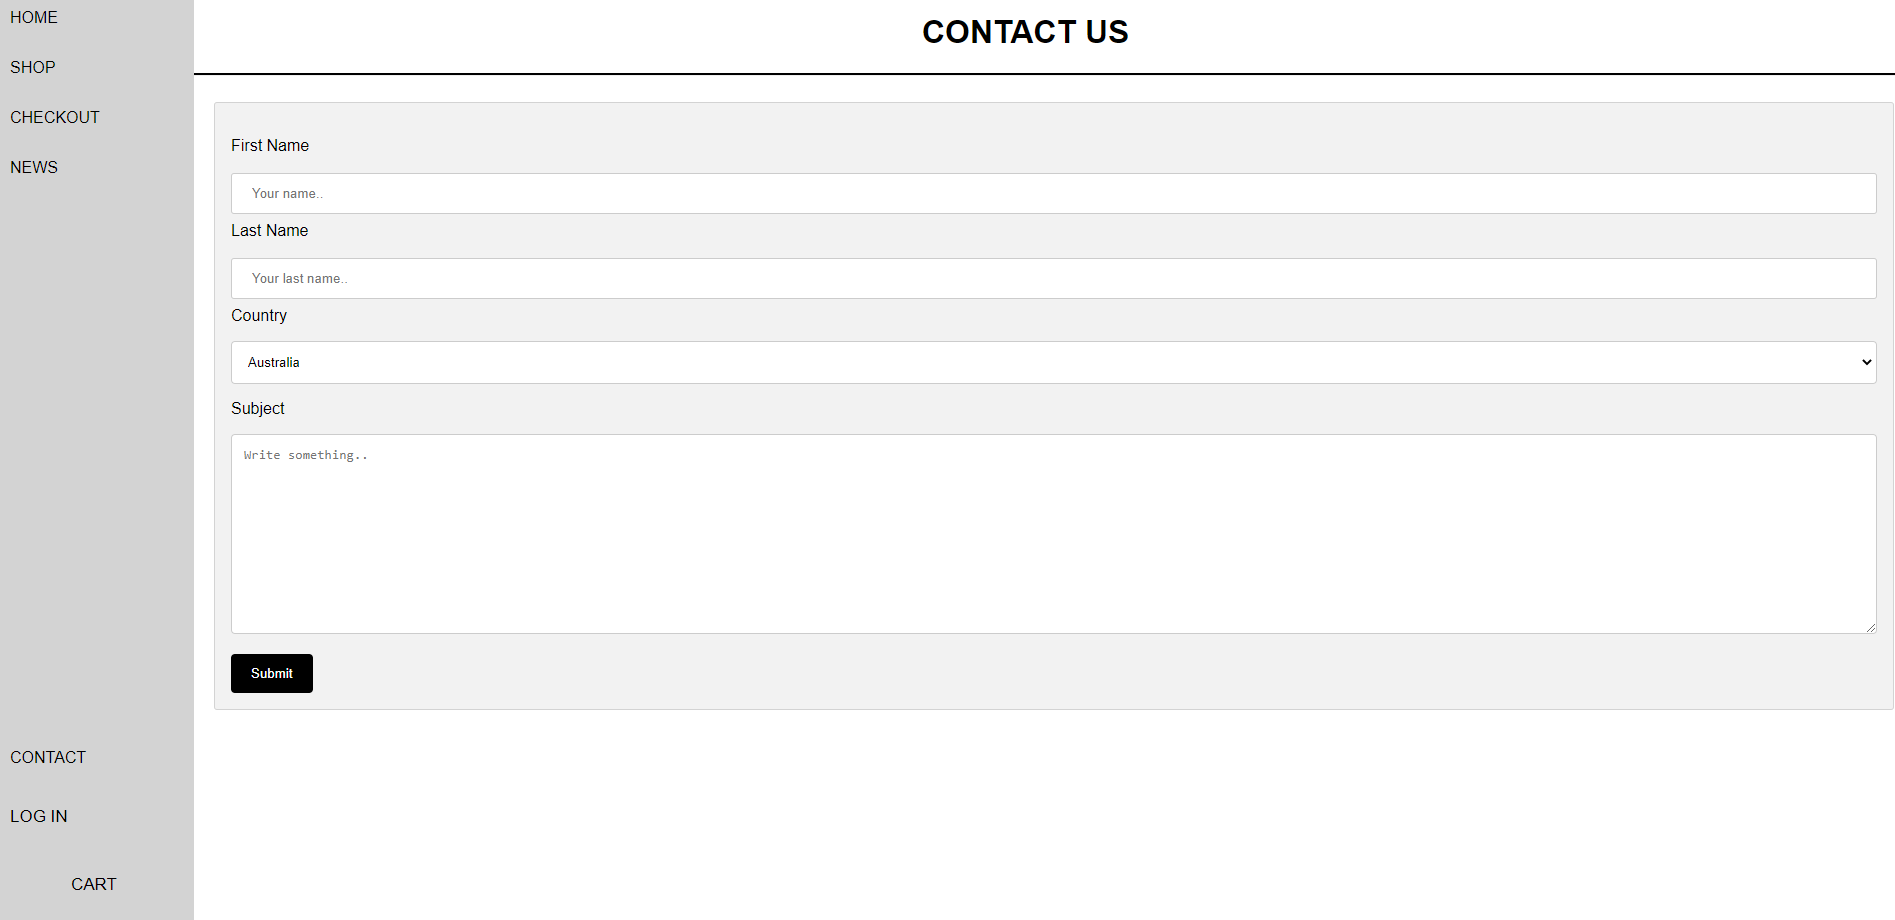 HOME
SHOP
CHECKOUT
NEWS
CONTACT
LOG IN
CART
CONTACT US
First Name
Your name..
Last Name
Your last name..
Country
Australia
Subject
Write something..
Submit